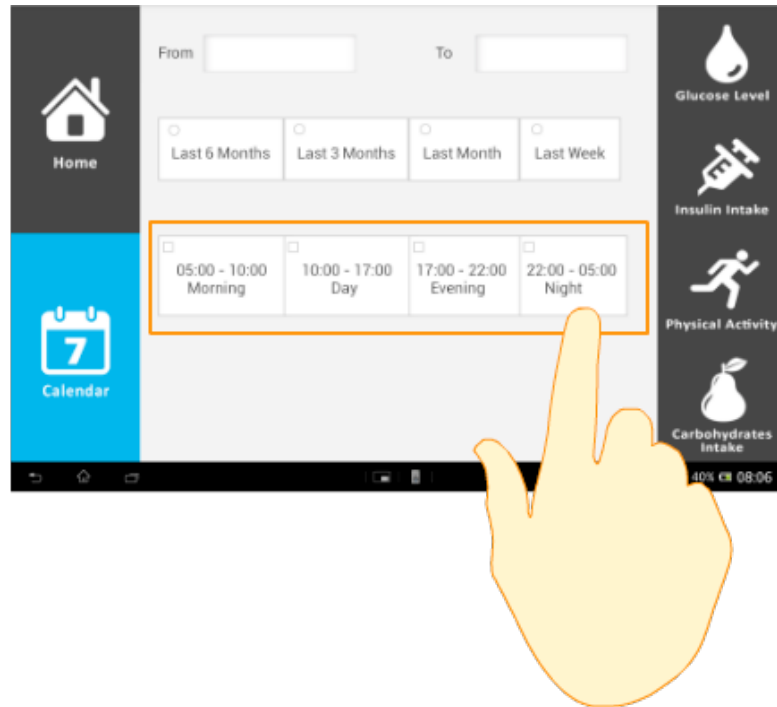 From
To
Glucose Level
Home
Last 6 Months
Last 3 Months
Last Month
Last Week
Insulin Intake
05:00 - 10:00
Morning
10:00 - 17:00
Day
17:00 - 22:00
Evening
22:00 - 05:00
Night
Physical Activity
7
Calendar
Carbohydrates
Intake
40%
08:06